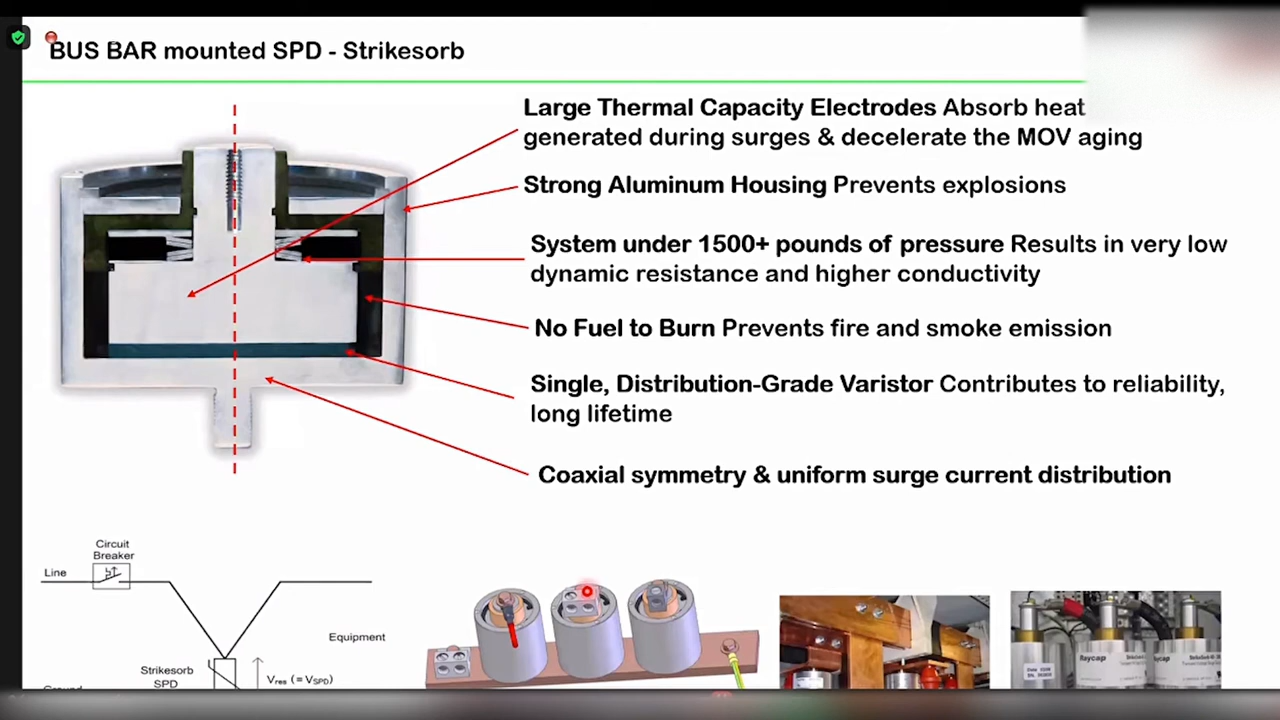 BUS BAR mounted SPD - Strikesorb
Large Thermal Capacity Electrodes Absorb heat
generated during surges & decelerate the MOV aging
Strong Aluminum Housing Prevents explosions
System under 1500+ pounds of pressure Results in very low
dynamic resistance and higher conductivity
No Fuel to Burn Prevents fire and smoke emission
Single, Distribution-Grade Varistor Contributes to reliability,
long lifetime
Coaxial symmetry & uniform surge current distribution
Circuit
Breaker
Line
Equipment
Strikesorb
SPD
Vres (= VSPD)
Raycap